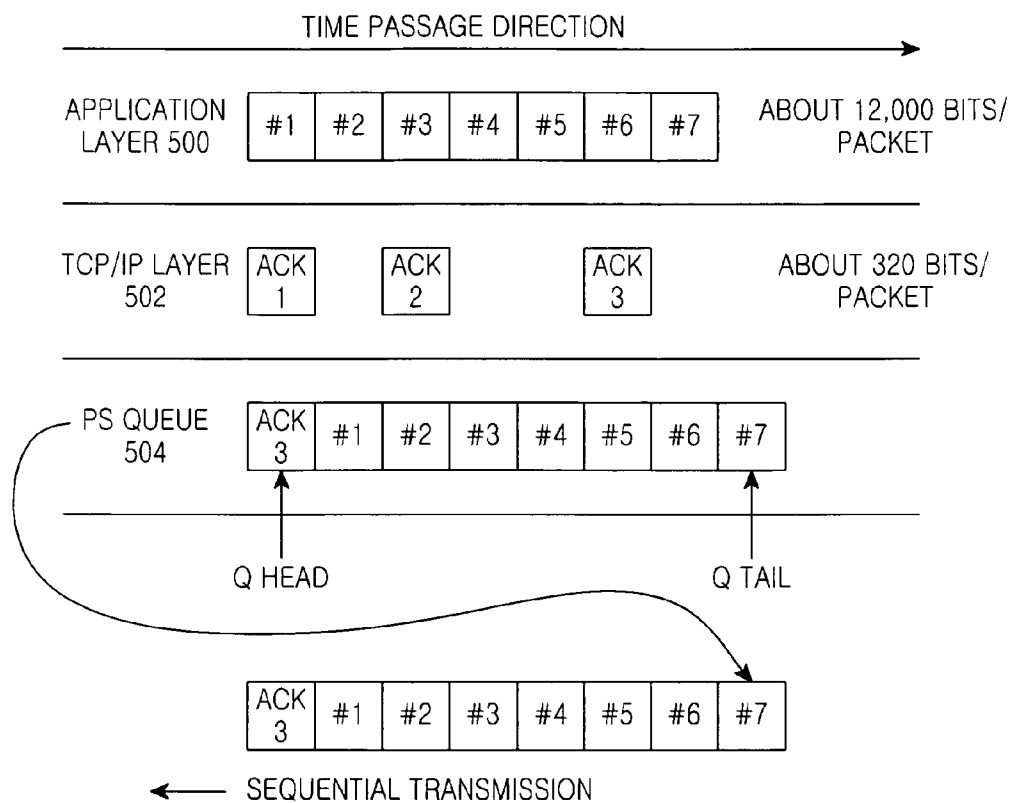 TIME PASSAGE DIRECTION
APPLICATION
LAYER 500
#1 #2 #3 #4 #5 #6 #7
ABOUT 12,000 BITS/
PACKET
TCP/IP LAYER
502
ACK
1
ACK
2
ACK
3
ABOUT 320 BITS/
PACKET
PS QUEUE
504
ACK
3
#1 #2 #3 #4 #5 #6 #7
Q HEAD
Q TAIL
ACK
3
#1 #2 #3 #4 #5 #6 #7
SEQUENTIAL TRANSMISSION